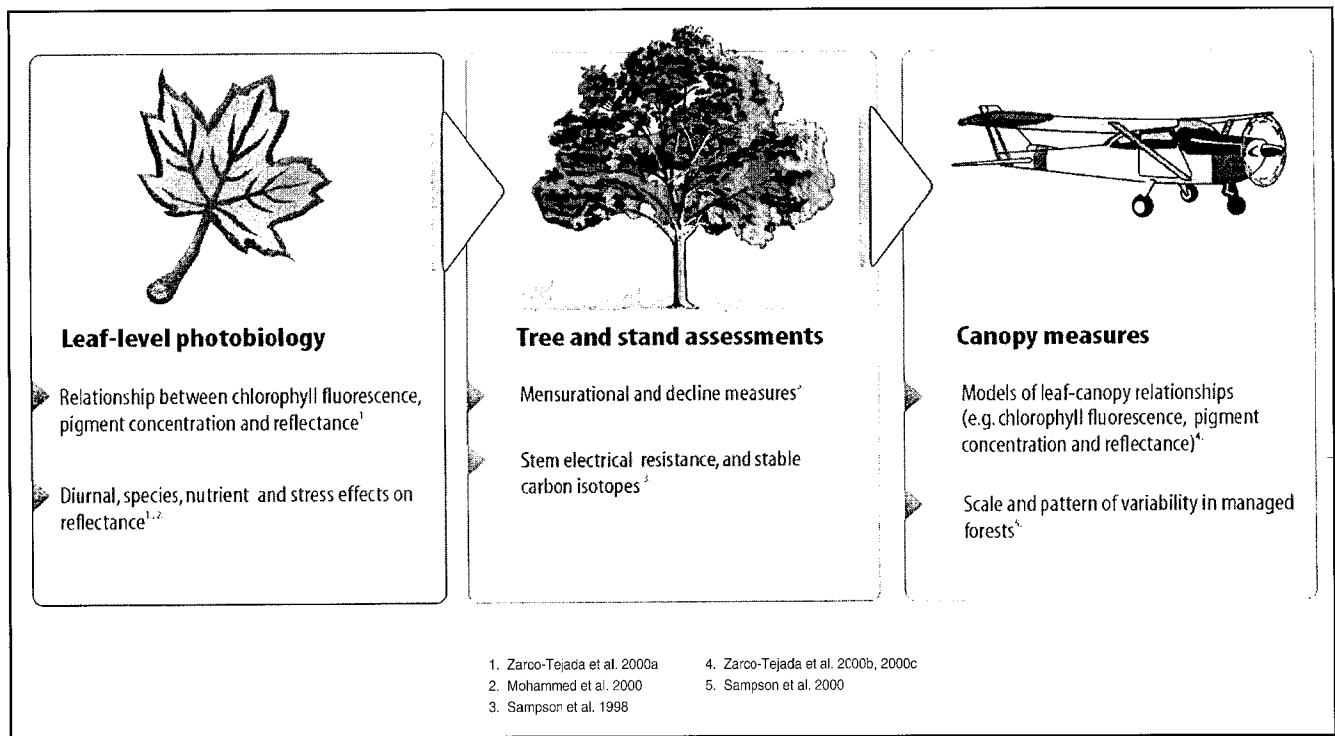 Leaf-level photobiology
Relationship between chlorophyll fluorescence,
pigment concentration and reflectance1
Diurnal, species, nutrient and stress effects on
reflectance1,2
Tree and stand assessments
Mensurational and decline measures
Stem electrical resistance, and stable
carbon isotopes3
Canopy measures
Models of leaf-canopy relationships
(e.g. chlorophyll fluorescence, pigment
concentration and reflectance)4
Scale and pattern of variability in managed
forests5
1. Zarco-Tejada et al. 2000a
2. Mohammed et al. 2000
3. Sampson et al. 1998
4. Zarco-Tejada et al. 2000b, 2000c
5. Sampson et al. 2000